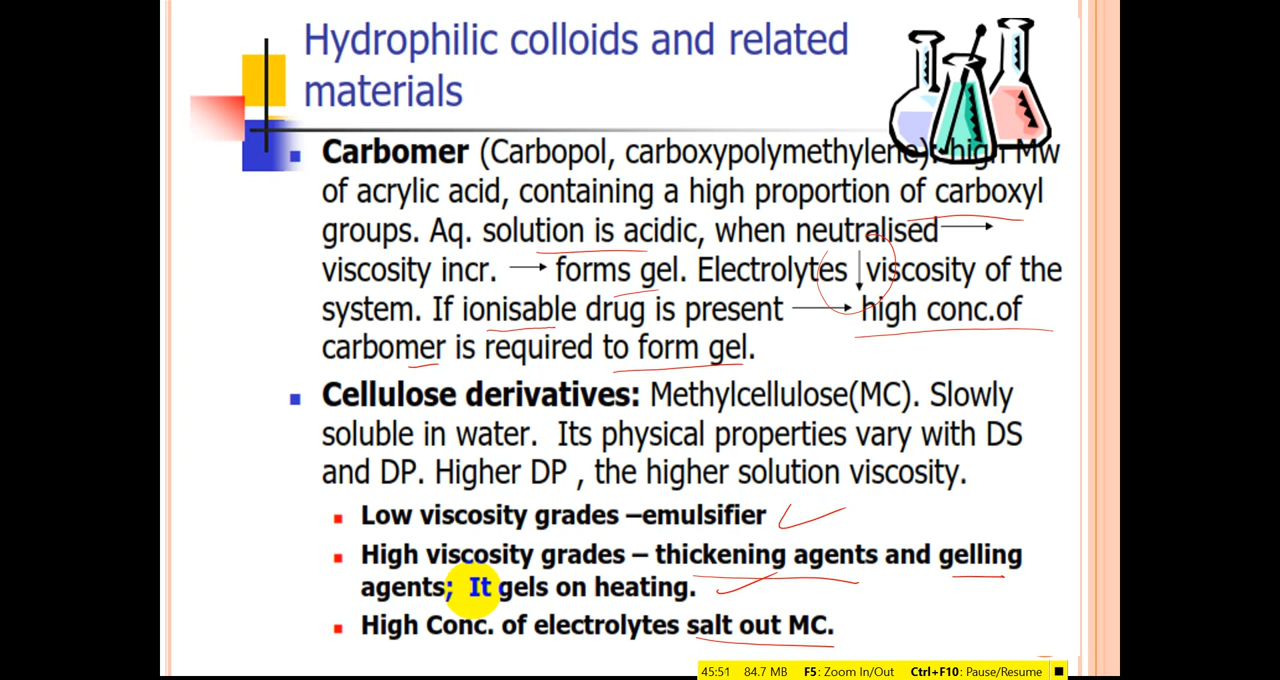 Hydrophilic colloids and related
materials
Carbomer (Carbopol, carboxypolymethylene): high Mw
of acrylic acid, containing a high proportion of carboxyl
groups. Aq. solution is acidic, when neutralised→
viscosity incr. → forms gel. Electrolytes ↓viscosity of the
system. If ionisable drug is present → high conc.of
carbomer is required to form gel.
Cellulose derivatives: Methylcellulose(MC). Slowly
soluble in water. Its physical properties vary with DS
and DP. Higher DP , the higher solution viscosity.
Low viscosity grades –emulsifier
High viscosity grades – thickening agents and gelling
agents; It gels on heating.
High Conc. of electrolytes salt out MC.
45:51 84.7 MB F5: Zoom In/Out Ctrl+F10: Pause/Resume